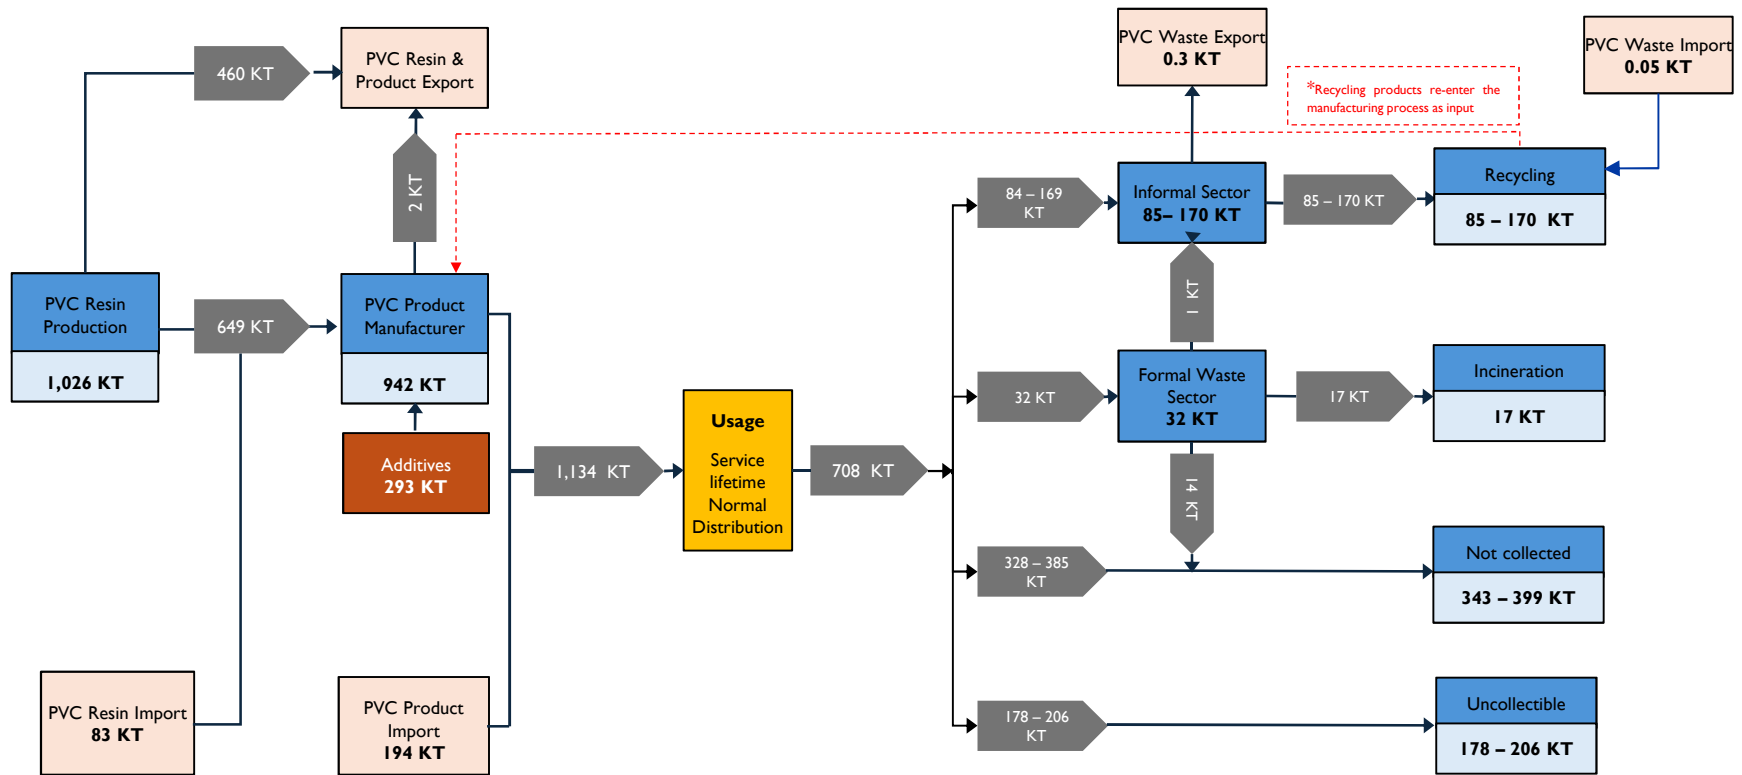 PVC Resin &
Product Export
460 KT
2 KT
PVC Waste Export
0.3 KT
PVC Waste Import
0.05 KT
*Recycling products re-enter the
manufacturing process as input
PVC Resin
Production
1,026 KT
649 KT
PVC Product
Manufacturer
942 KT
Additives
293 KT
PVC Resin Import
83 KT
PVC Product
Import
194 KT
1,134 KT
Usage
Service
lifetime
Normal
Distribution
708 KT
84 – 169
KT
Informal Sector
85– 170 KT
85 – 170 KT
Recycling
85 – 170 KT
1 KT
32 KT
Formal Waste
Sector
32 KT
17 KT
Incineration
17 KT
14 KT
328 – 385
KT
Not collected
343 – 399 KT
178 – 206
KT
Uncollectible
178 – 206 KT